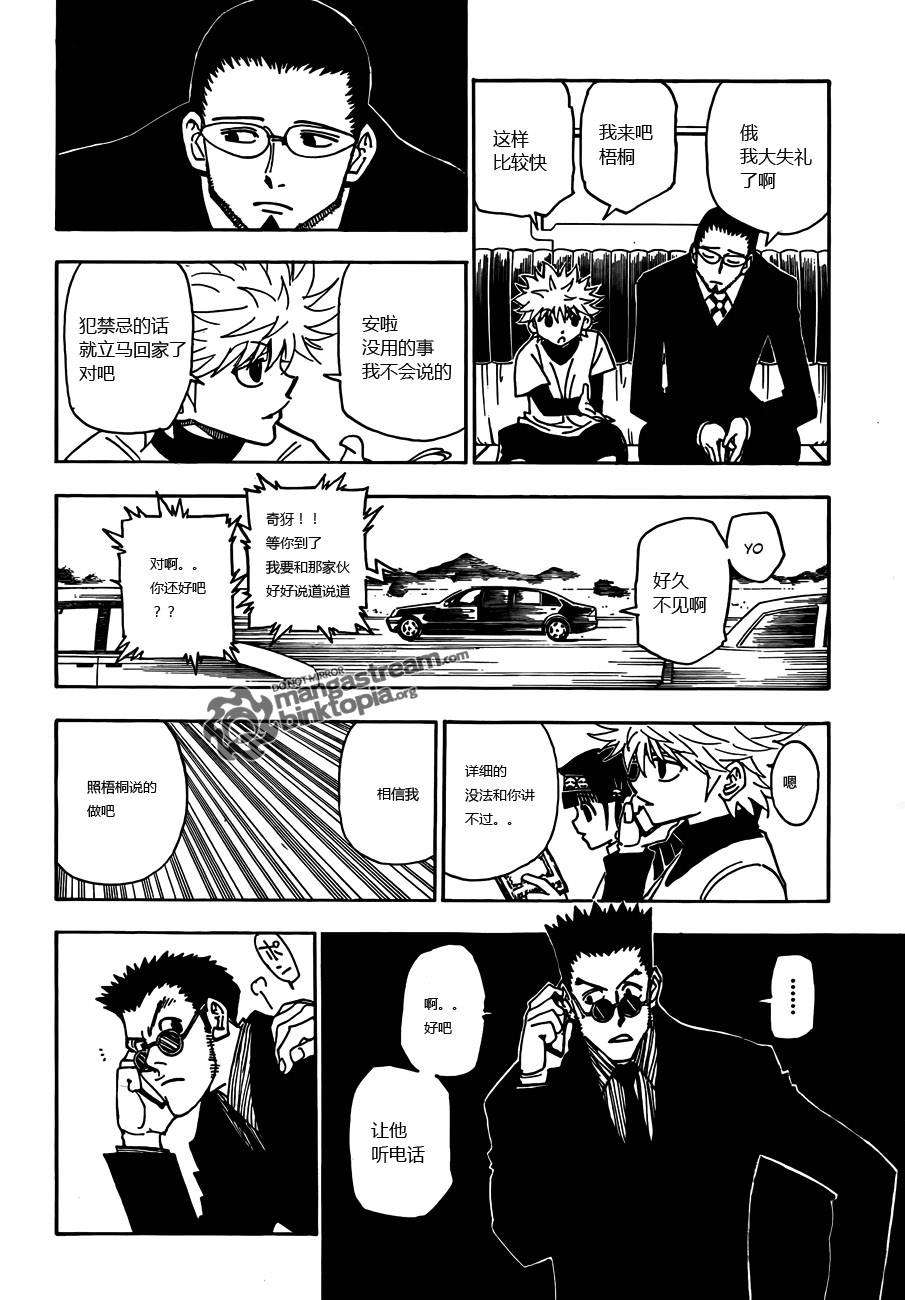 俄
我大失礼
了啊
我来吧
梧桐
这样
比较快
安啦
没用的事
我不会说的
犯禁忌的话
就立马回家了
对吧
YO
好久
不见啊
奇犽！！
等你到了
我要和那家伙
好好说道说道
对啊。。
你还好吧
？？
DO NOT MIRROR
mangastream.com
binktopia.org
嗯
详细的
没法和你讲
不过。。
相信我
照梧桐说的
做吧
……
啊。。
好吧
让他
听电话
ポン